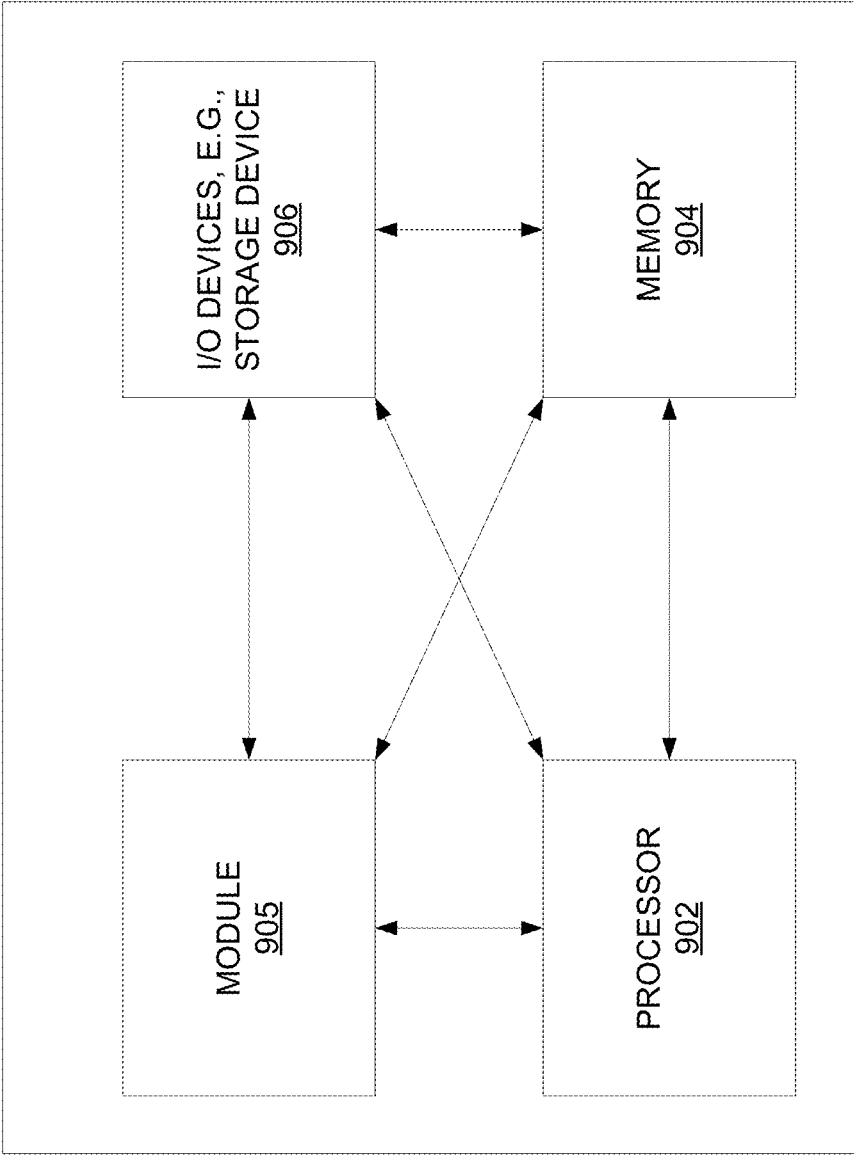 MODULE
905
I/O DEVICES, E.G.,
STORAGE DEVICE
906
PROCESSOR
902
MEMORY
904